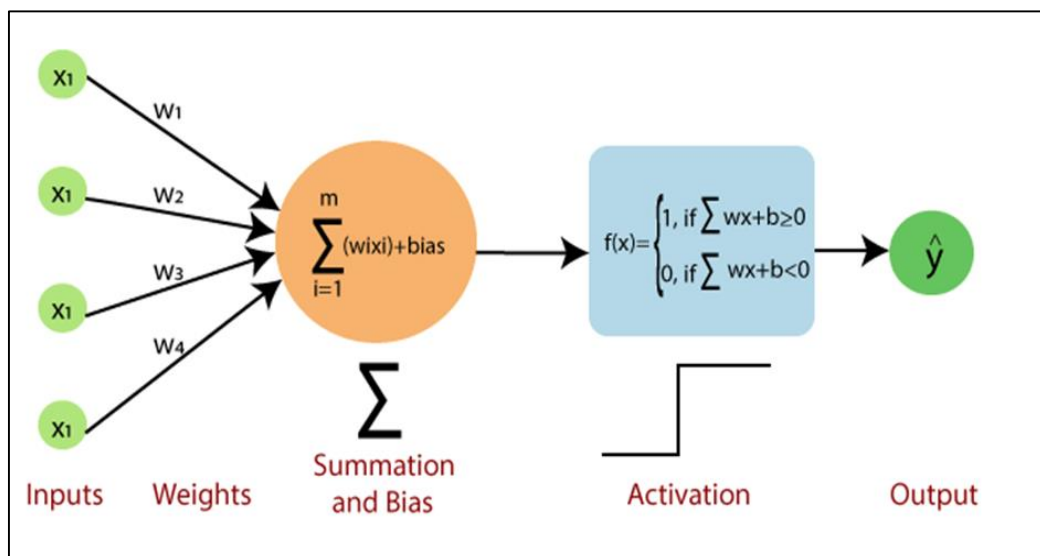 x1
x1
x1
x1
w1
w2
w3
w4
m
∑(wixi)+bias
i=1
f(x)={1, if ∑ wx+b≥0
0, if ∑ wx+b<0
ŷ
∑
Inputs
Weights
Summation
and Bias
Activation
Output